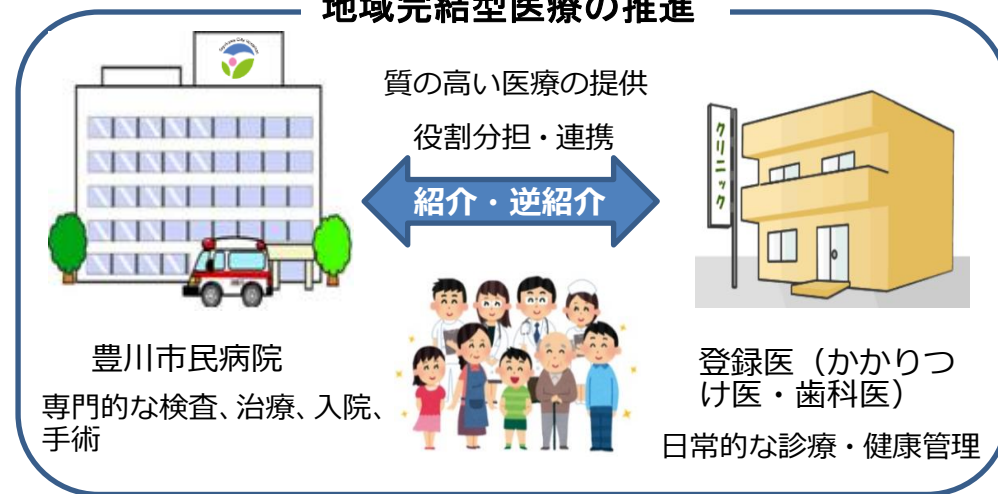 地域完結型医療の推進
質の高い医療の提供
役割分担・連携
紹介・逆紹介
クリニック
豊川市民病院
専門的な検査、治療、入院、
手術
登録医（かかりつ
け医・歯科医）
日常的な診療・健康管理